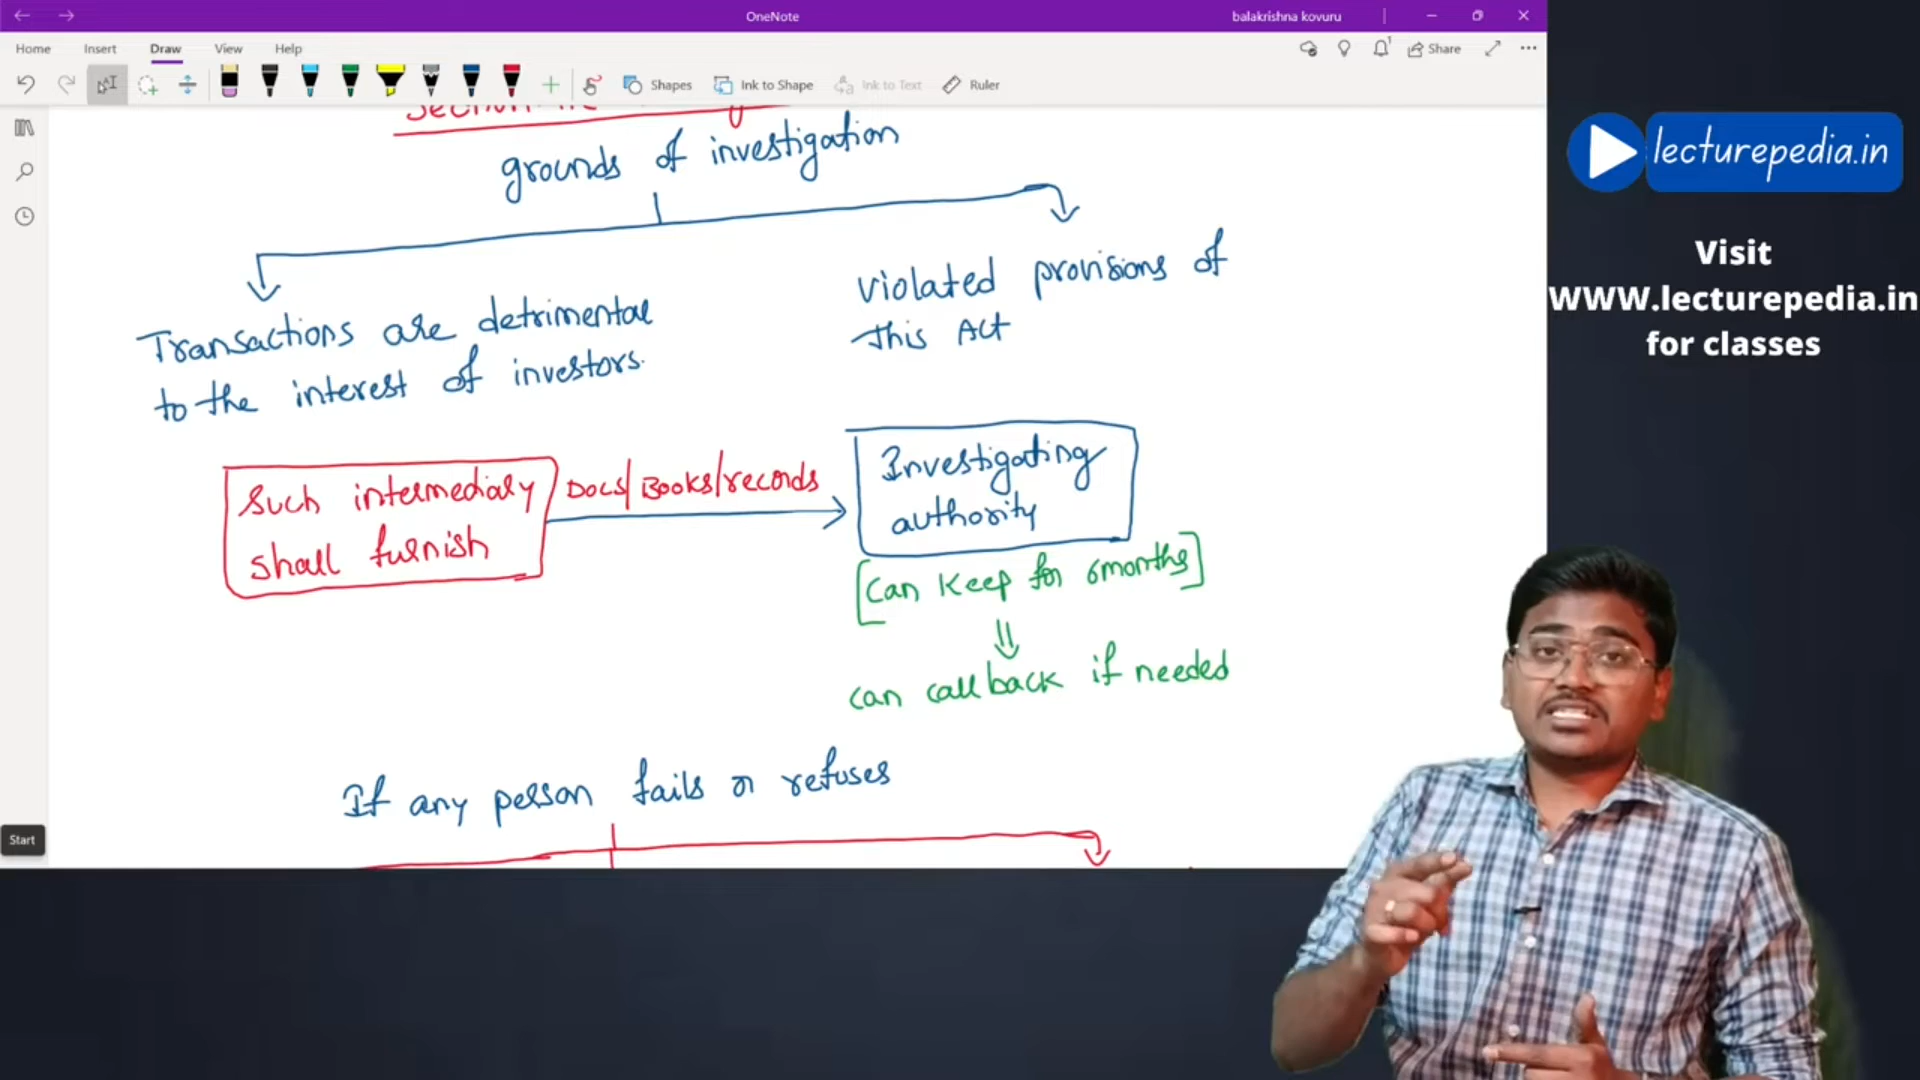 OneNote
balakrishna kovuru
Home Insert Draw View Help
Share
Shapes Ink to Shape Ink to Text Ruler
grounds of investigation
Transactions are detrimental
to the interest of investors.
violated provisions of
this Act
Such intermediary
shall furnish
Docs/Books/records
Investigating
authority
[can keep for 6months]
can call back if needed
If any person fails or refuses
Start
lecturepedia.in
Visit
WWW.lecturepedia.in
for classes